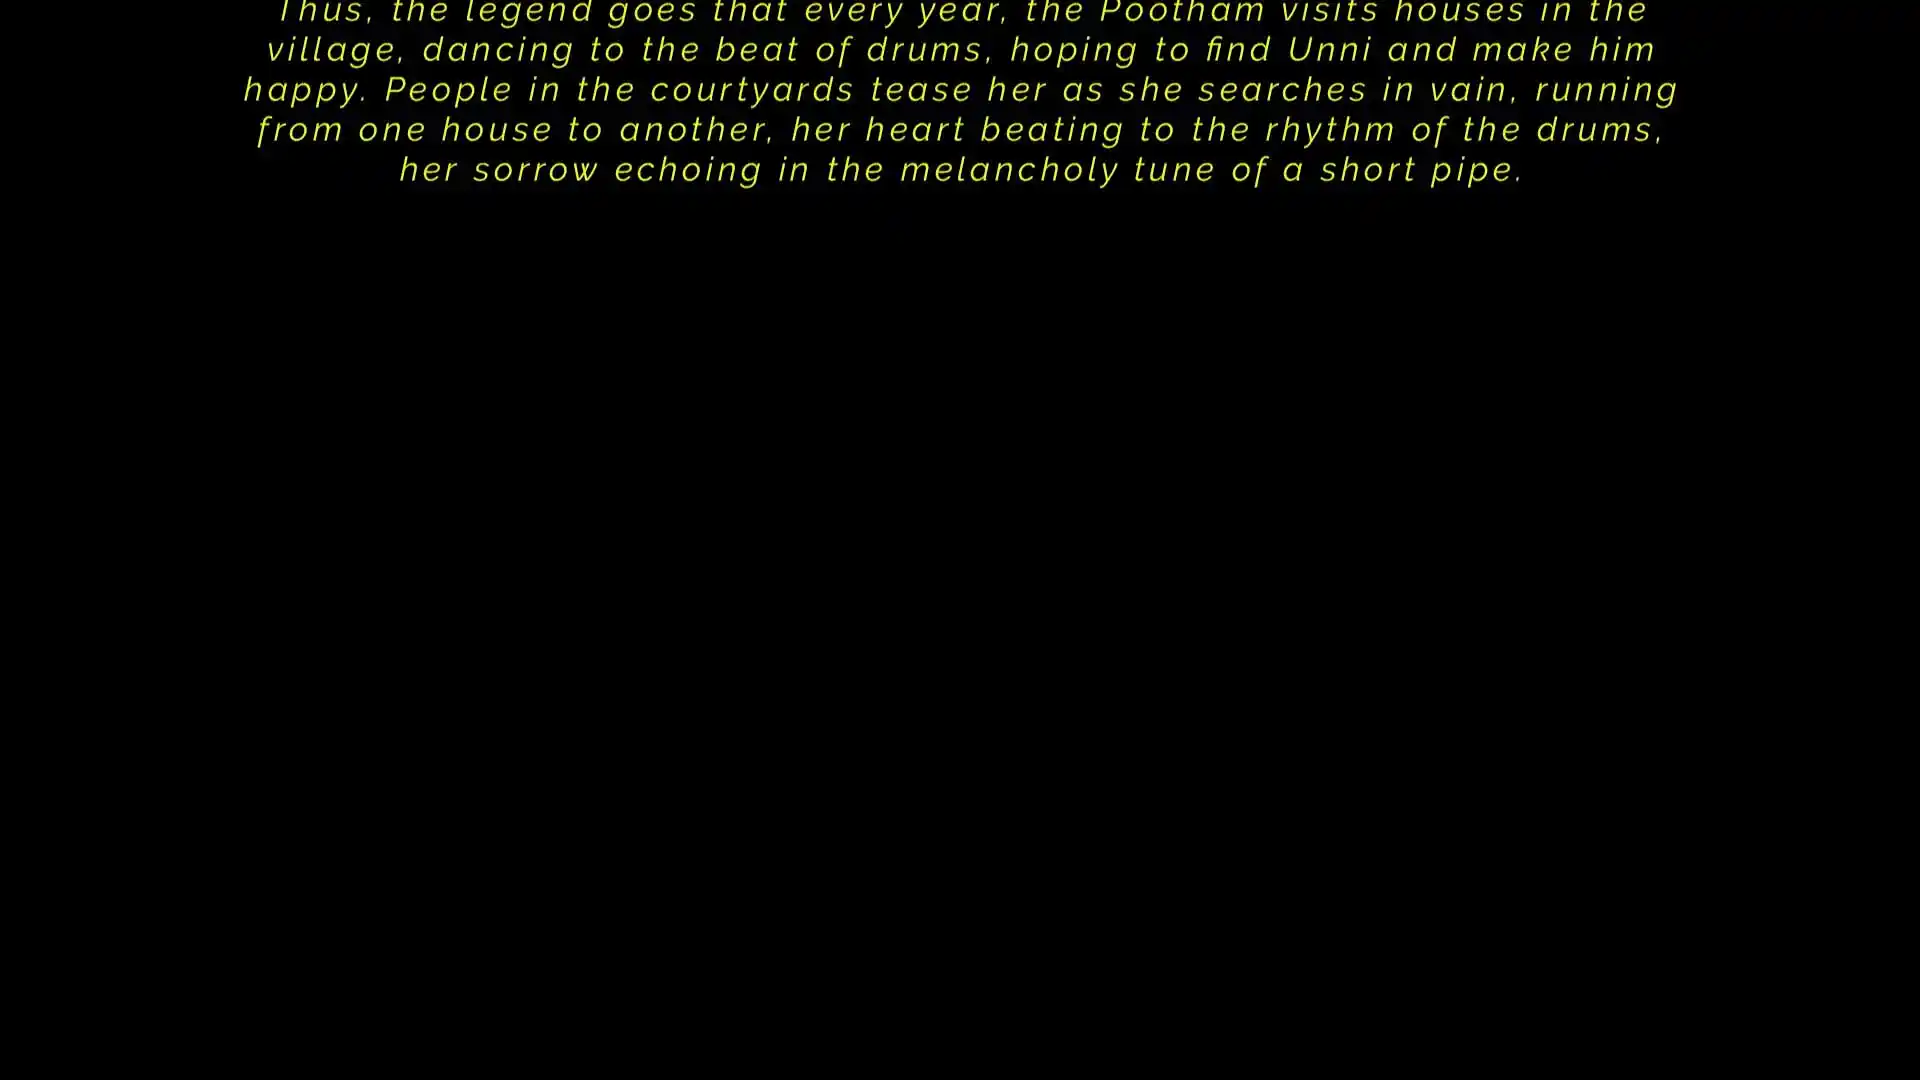 Thus, the legend goes that every year, the Pootham visits houses in the
village, dancing to the beat of drums, hoping to find Unni and make him
happy. People in the courtyards tease her as she searches in vain, running
from one house to another, her heart beating to the rhythm of the drums,
her sorrow echoing in the melancholy tune of a short pipe.